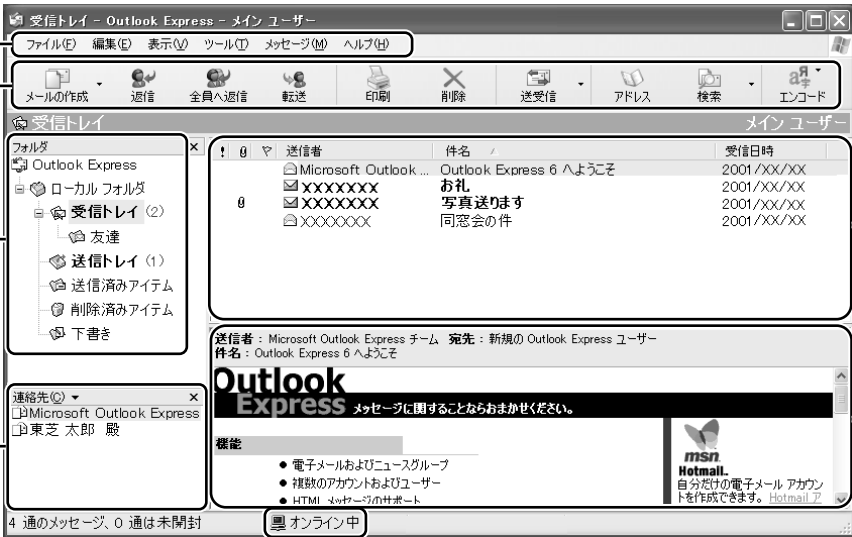 受信トレイ - Outlook Express - メイン ユーザー
ファイル(F) 編集(E) 表示(V) ツール(T) メッセージ(M) ヘルプ(H)
メールの作成 返信 全員へ返信 転送 印刷 削除 送受信 アドレス 検索 エンコード
受信トレイ メイン ユーザー
フォルダ ×
Outlook Express
ローカル フォルダ
受信トレイ (2)
友達
送信トレイ (1)
送信済みアイテム
削除済みアイテム
下書き
! 送信者 件名 受信日時
Microsoft Outlook ... Outlook Express 6 へようこそ 2001/XX/XX
XXXXXXX お礼 2001/XX/XX
XXXXXXX 写真送ります 2001/XX/XX
XXXXXXX 同窓会の件 2001/XX/XX
送信者 : Microsoft Outlook Express チーム 宛先 : 新規の Outlook Express ユーザー
件名 : Outlook Express 6 へようこそ
Outlook
Express メッセージに関することならおまかせください。
機能
● 電子メールおよびニュースグループ
● 複数のアカウントおよびユーザー
● HTML メッセージのサポート
msn
Hotmail.
自分だけの電子メール アカウン
トを作成できます。 Hotmail ア
連絡先(C) ×
Microsoft Outlook Express
東芝 太郎 殿
4 通のメッセージ、0 通は未開封 オンライン中